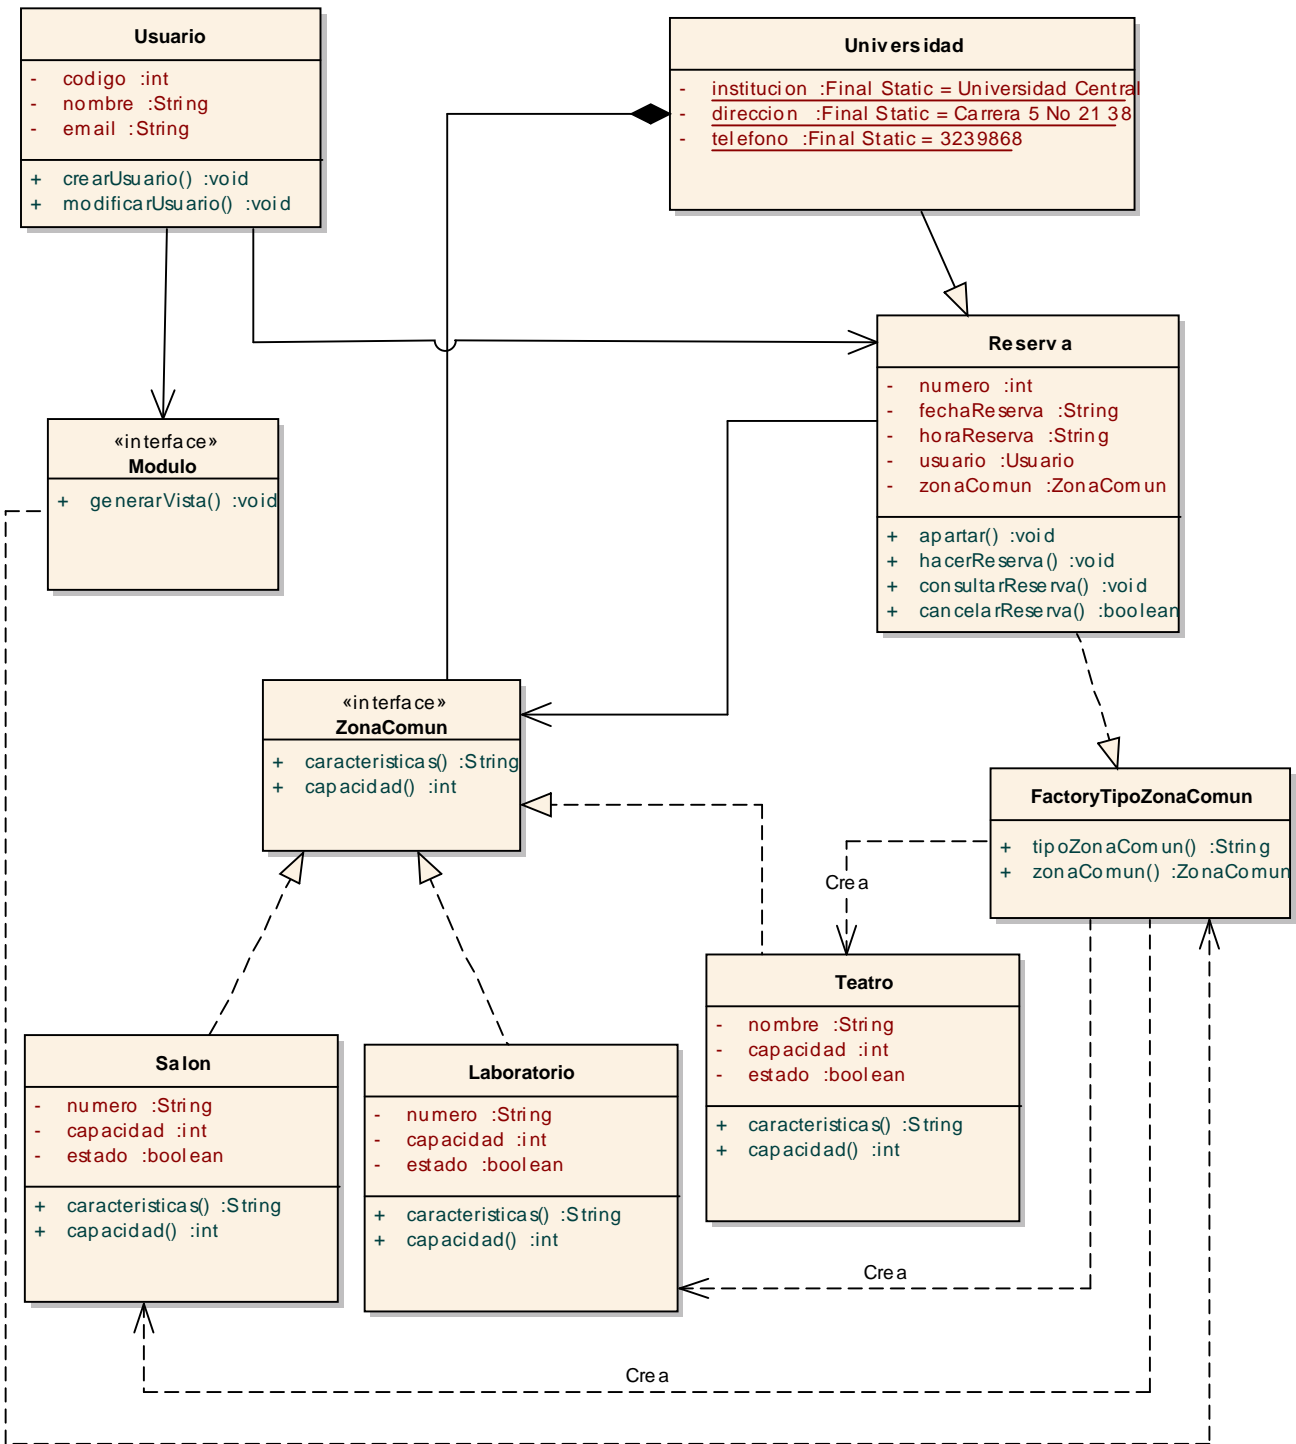 Usuario
- codigo :int
- nombre :String
- email :String
+ crearUsuario() :void
+ modificarUsuario() :void
Universidad
- institucion :Final Static = Universidad Central
- direccion :Final Static = Carrera 5 No 21 38
- telefono :Final Static = 3239868
Reserva
- numero :int
- fechaReserva :String
- horaReserva :String
- usuario :Usuario
- zonaComun :ZonaComun
+ apartar() :void
+ hacerReserva() :void
+ consultarReserva() :void
+ cancelarReserva() :boolean
«interface»
Modulo
+ generarVista() :void
«interface»
ZonaComun
+ caracteristicas() :String
+ capacidad() :int
FactoryTipoZonaComun
+ tipoZonaComun() :String
+ zonaComun() :ZonaComun
Crea
Teatro
- nombre :String
- capacidad :int
- estado :boolean
+ caracteristicas() :String
+ capacidad() :int
Salon
- numero :String
- capacidad :int
- estado :boolean
+ caracteristicas() :String
+ capacidad() :int
Laboratorio
- numero :String
- capacidad :int
- estado :boolean
+ caracteristicas() :String
+ capacidad() :int
Crea
Crea